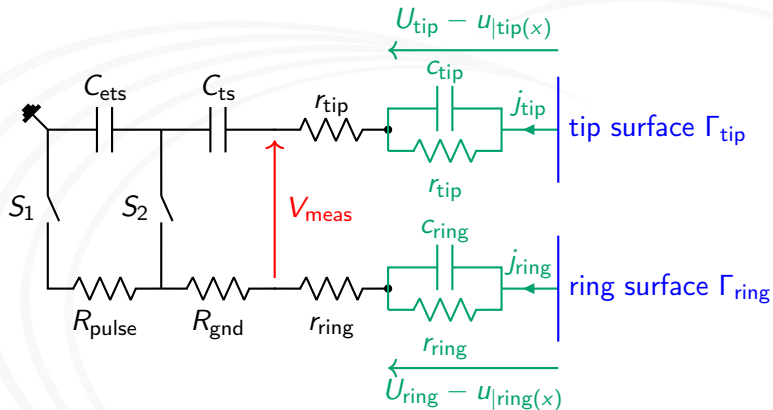 U_tip − u_|tip(x)
C_ets
C_ts
r_tip
c_tip
j_tip
tip surface Γ_tip
r_tip
S_1
S_2
V_meas
c_ring
j_ring
ring surface Γ_ring
R_pulse
R_gnd
r_ring
r_ring
U_ring − u_|ring(x)